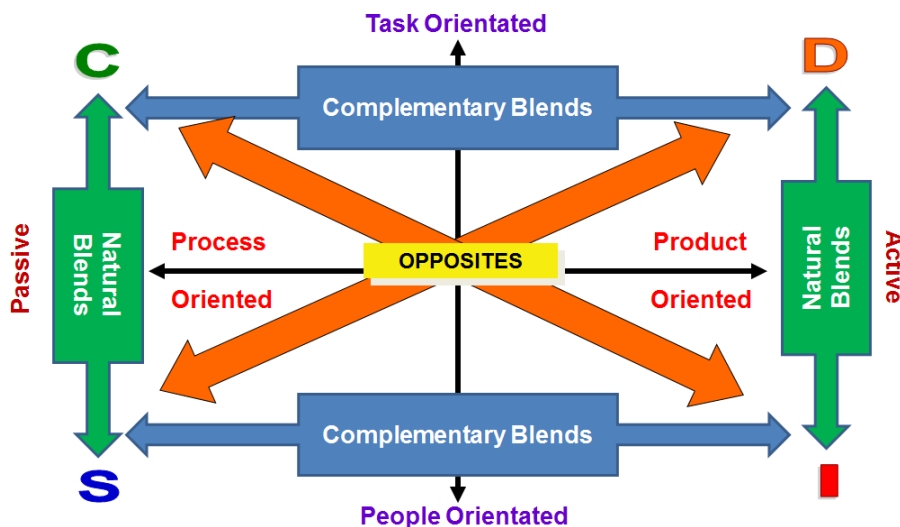 Task Orientated
C
D
Complementary Blends
Passive
Natural
Blends
Process
Oriented
OPPOSITES
Product
Oriented
Natural
Blends
Active
Complementary Blends
S
I
People Orientated